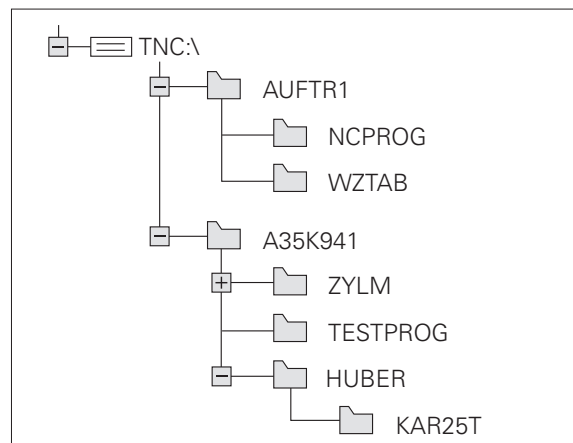 TNC:\
AUFTR1
NCPROG
WZTAB
A35K941
ZYLM
TESTPROG
HUBER
KAR25T